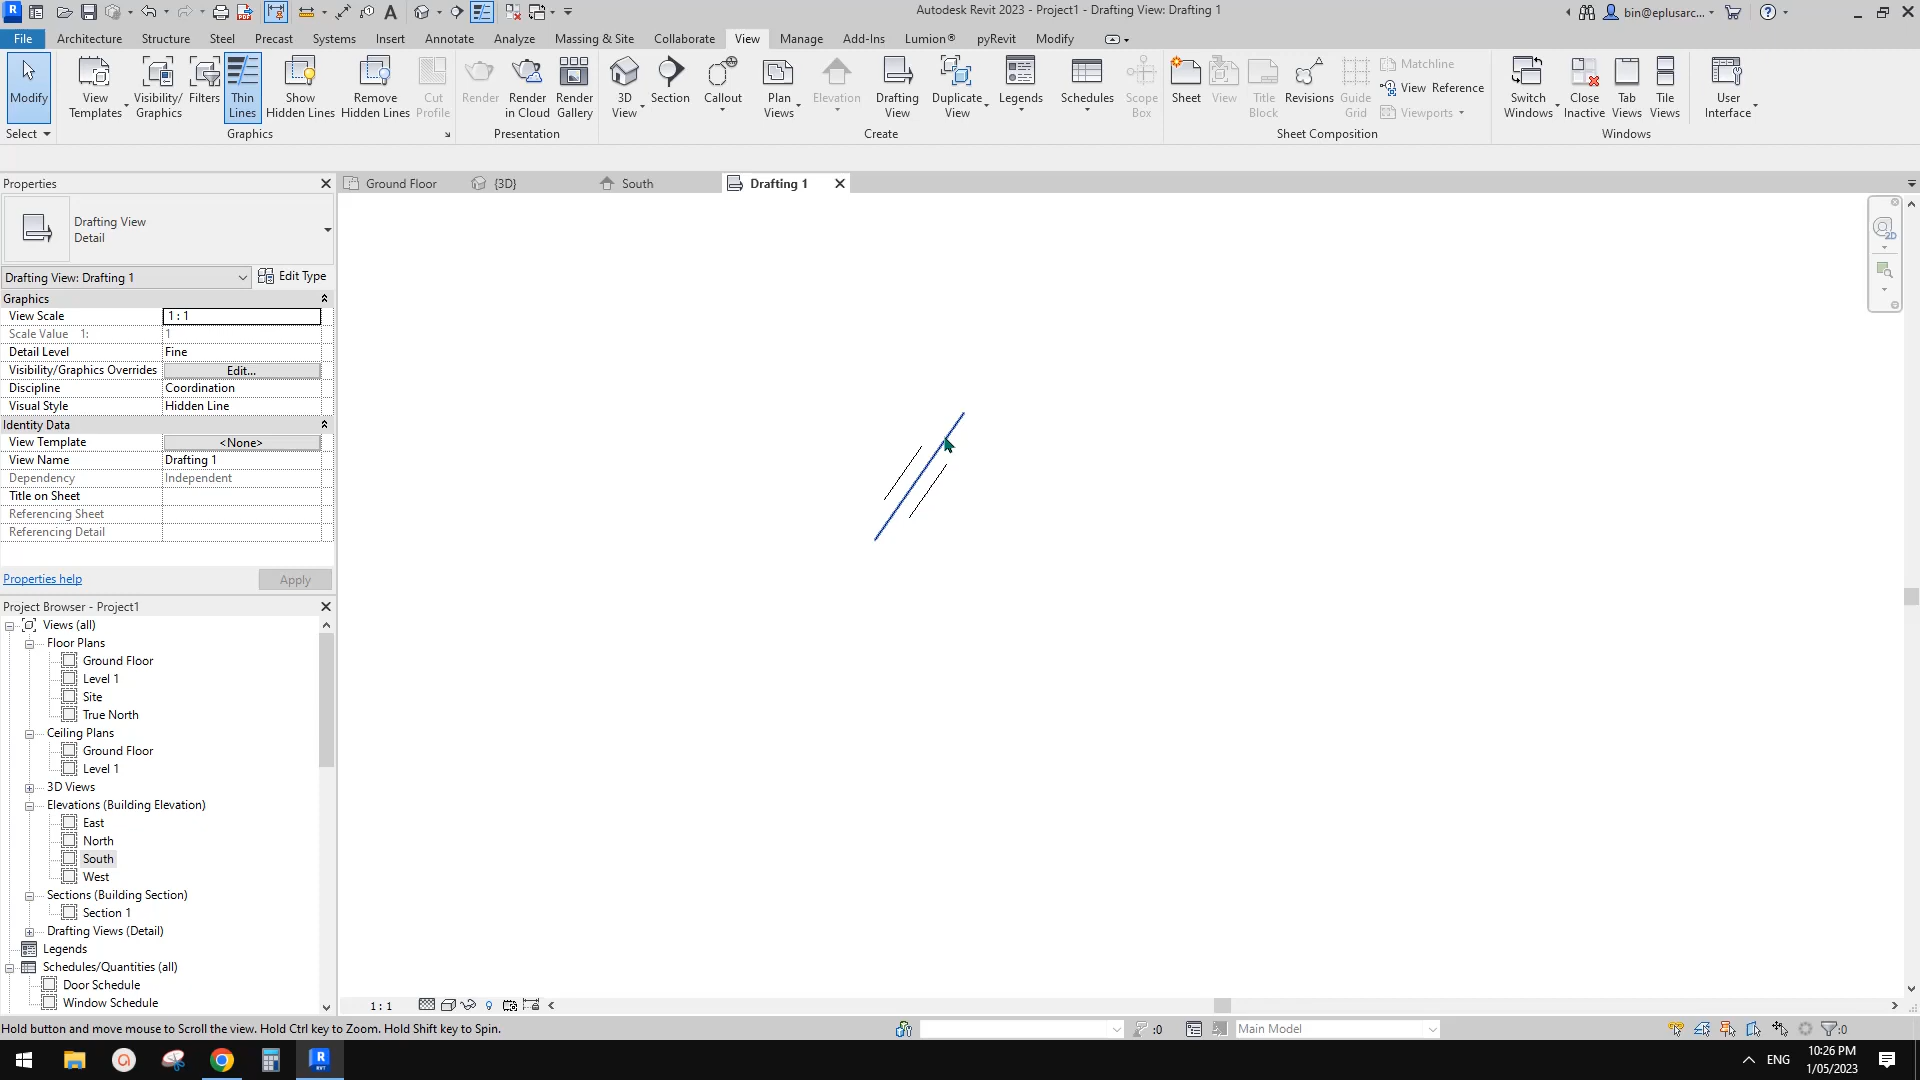 Autodesk Revit 2023 - Project1 - Drafting View: Drafting 1
bin@eplusarc...
File Architecture Structure Steel Precast Systems Insert Annotate Analyze Massing & Site Collaborate View Manage Add-Ins Lumion® pyRevit Modify
Modify
View Templates
Visibility/ Graphics
Filters
Thin Lines
Show Hidden Lines
Remove Hidden Lines
Cut Profile
Render
Render in Cloud
Render Gallery
3D View
Section
Callout
Plan Views
Elevation
Drafting View
Duplicate View
Legends
Schedules
Scope Box
Sheet
View
Title Block
Revisions
Guide Grid
Matchline
View Reference
Viewports
Switch Windows
Close Inactive
Tab Views
Tile Views
User Interface
Select Graphics Presentation Create Sheet Composition Windows
Properties
Ground Floor {3D} South Drafting 1
Drafting View
Detail
Drafting View: Drafting 1 Edit Type
Graphics
View Scale 1 : 1
Scale Value 1: 1
Detail Level Fine
Visibility/Graphics Overrides Edit...
Discipline Coordination
Visual Style Hidden Line
Identity Data
View Template <None>
View Name Drafting 1
Dependency Independent
Title on Sheet
Referencing Sheet
Referencing Detail
Properties help Apply
Project Browser - Project1
Views (all)
Floor Plans
Ground Floor
Level 1
Site
True North
Ceiling Plans
Ground Floor
Level 1
3D Views
Elevations (Building Elevation)
East
North
South
West
Sections (Building Section)
Section 1
Drafting Views (Detail)
Legends
Schedules/Quantities (all)
Door Schedule
Window Schedule
2D
1 : 1
Hold button and move mouse to Scroll the view. Hold Ctrl key to Zoom. Hold Shift key to Spin.
:0
Main Model
:0
ENG
10:26 PM
1/05/2023